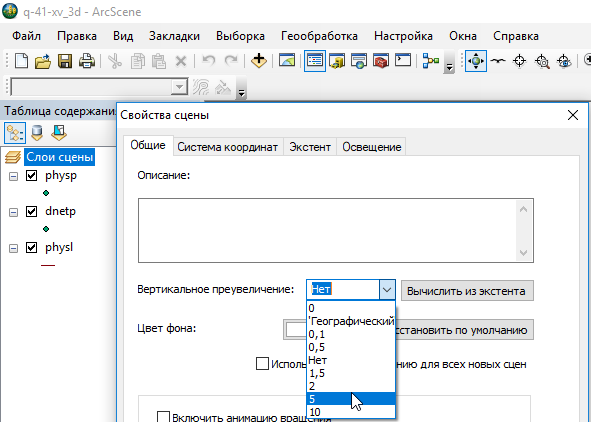 q-41-xv_3d - ArcScene
Файл Правка Вид Закладки Выборка Геообработка Настройка Окна Справка
Таблица содержания
Слои сцены
physp
dnetp
physl
Свойства сцены
Общие Система координат Экстент Освещение
Описание:
Вертикальное преувеличение: Нет Вычислить из экстента
0
'Географический
0,1
0,5
Нет
1,5
2
5
10
Цвет фона: сстановить по умолчанию
Исполь нию для всех новых сцен
Включить анимацию вращения